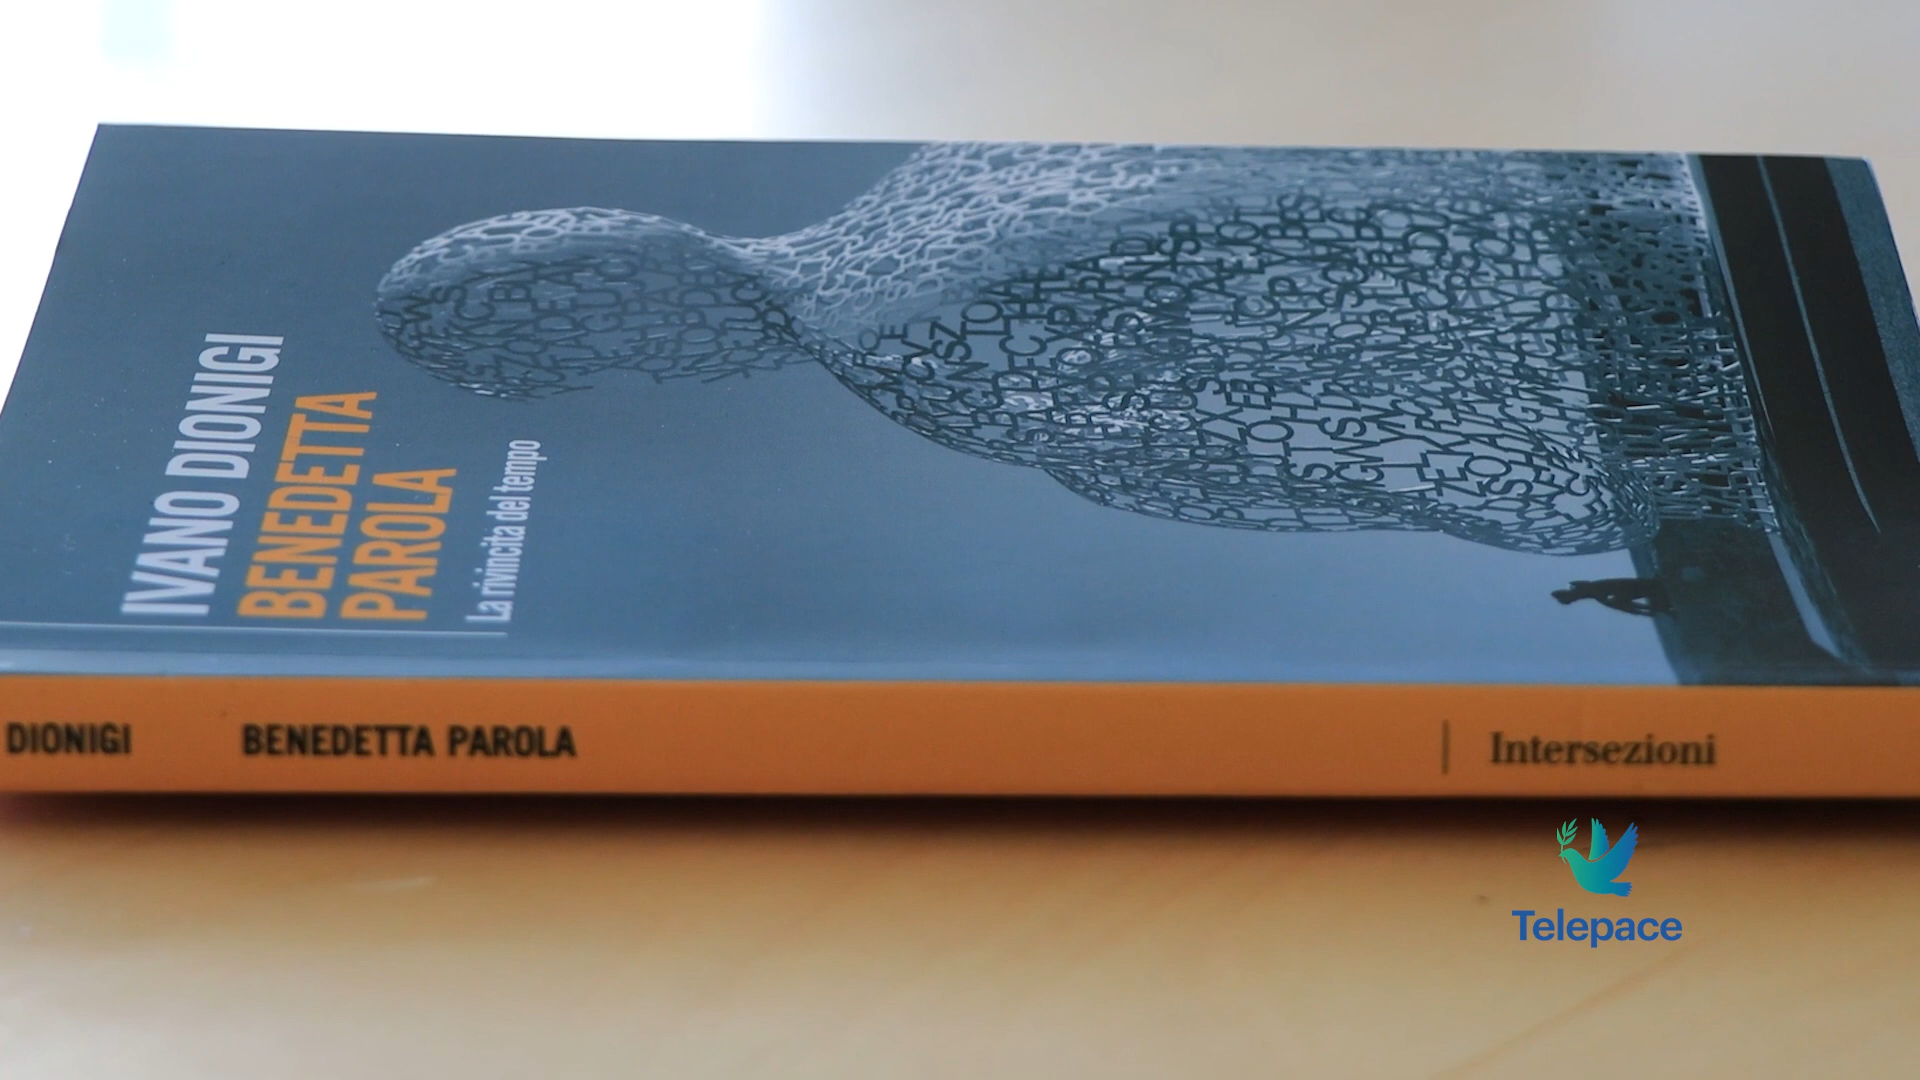 IVANO DIONIGI
BENEDETTA
PAROLA
La rivincita del tempo
DIONIGI BENEDETTA PAROLA Intersezioni
Telepace